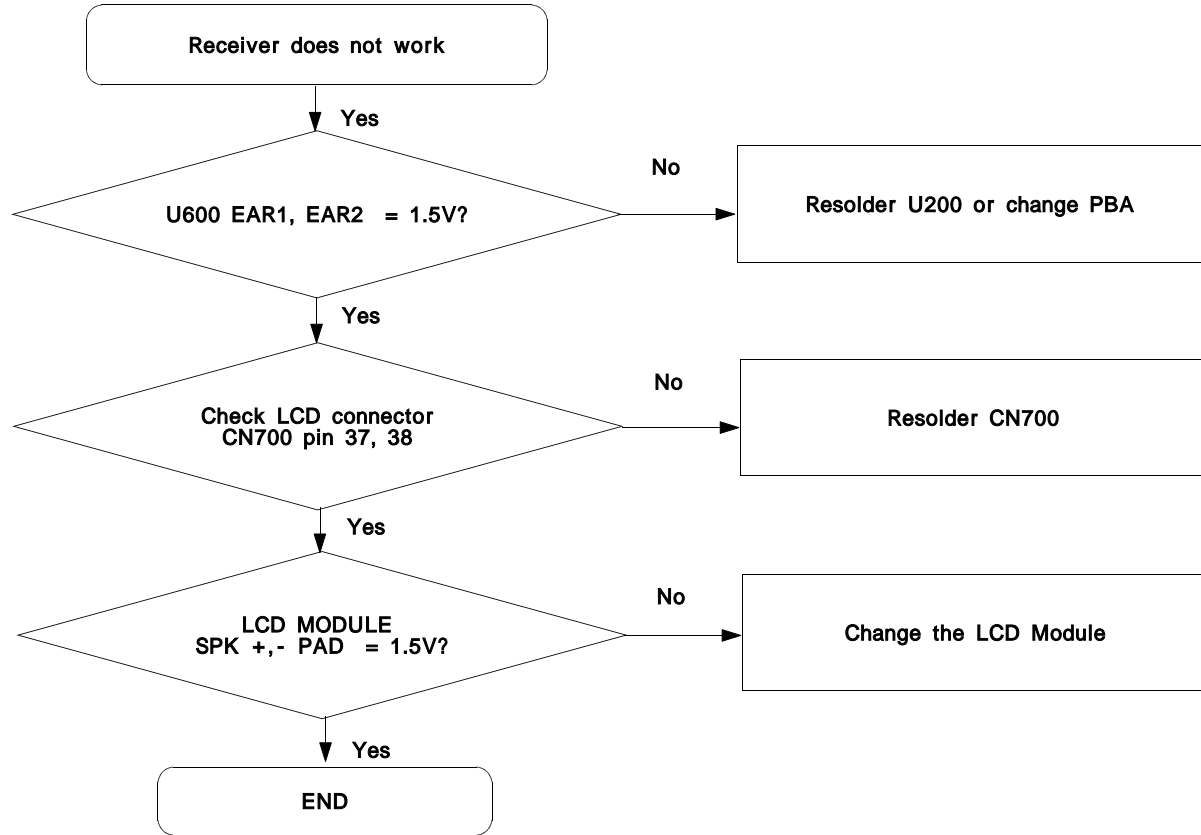 Receiver does not work
Yes
U600 EAR1, EAR2 = 1.5V?
No
Resolder U200 or change PBA
Yes
Check LCD connector
CN700 pin 37, 38
No
Resolder CN700
Yes
LCD MODULE
SPK +,- PAD = 1.5V?
No
Change the LCD Module
Yes
END